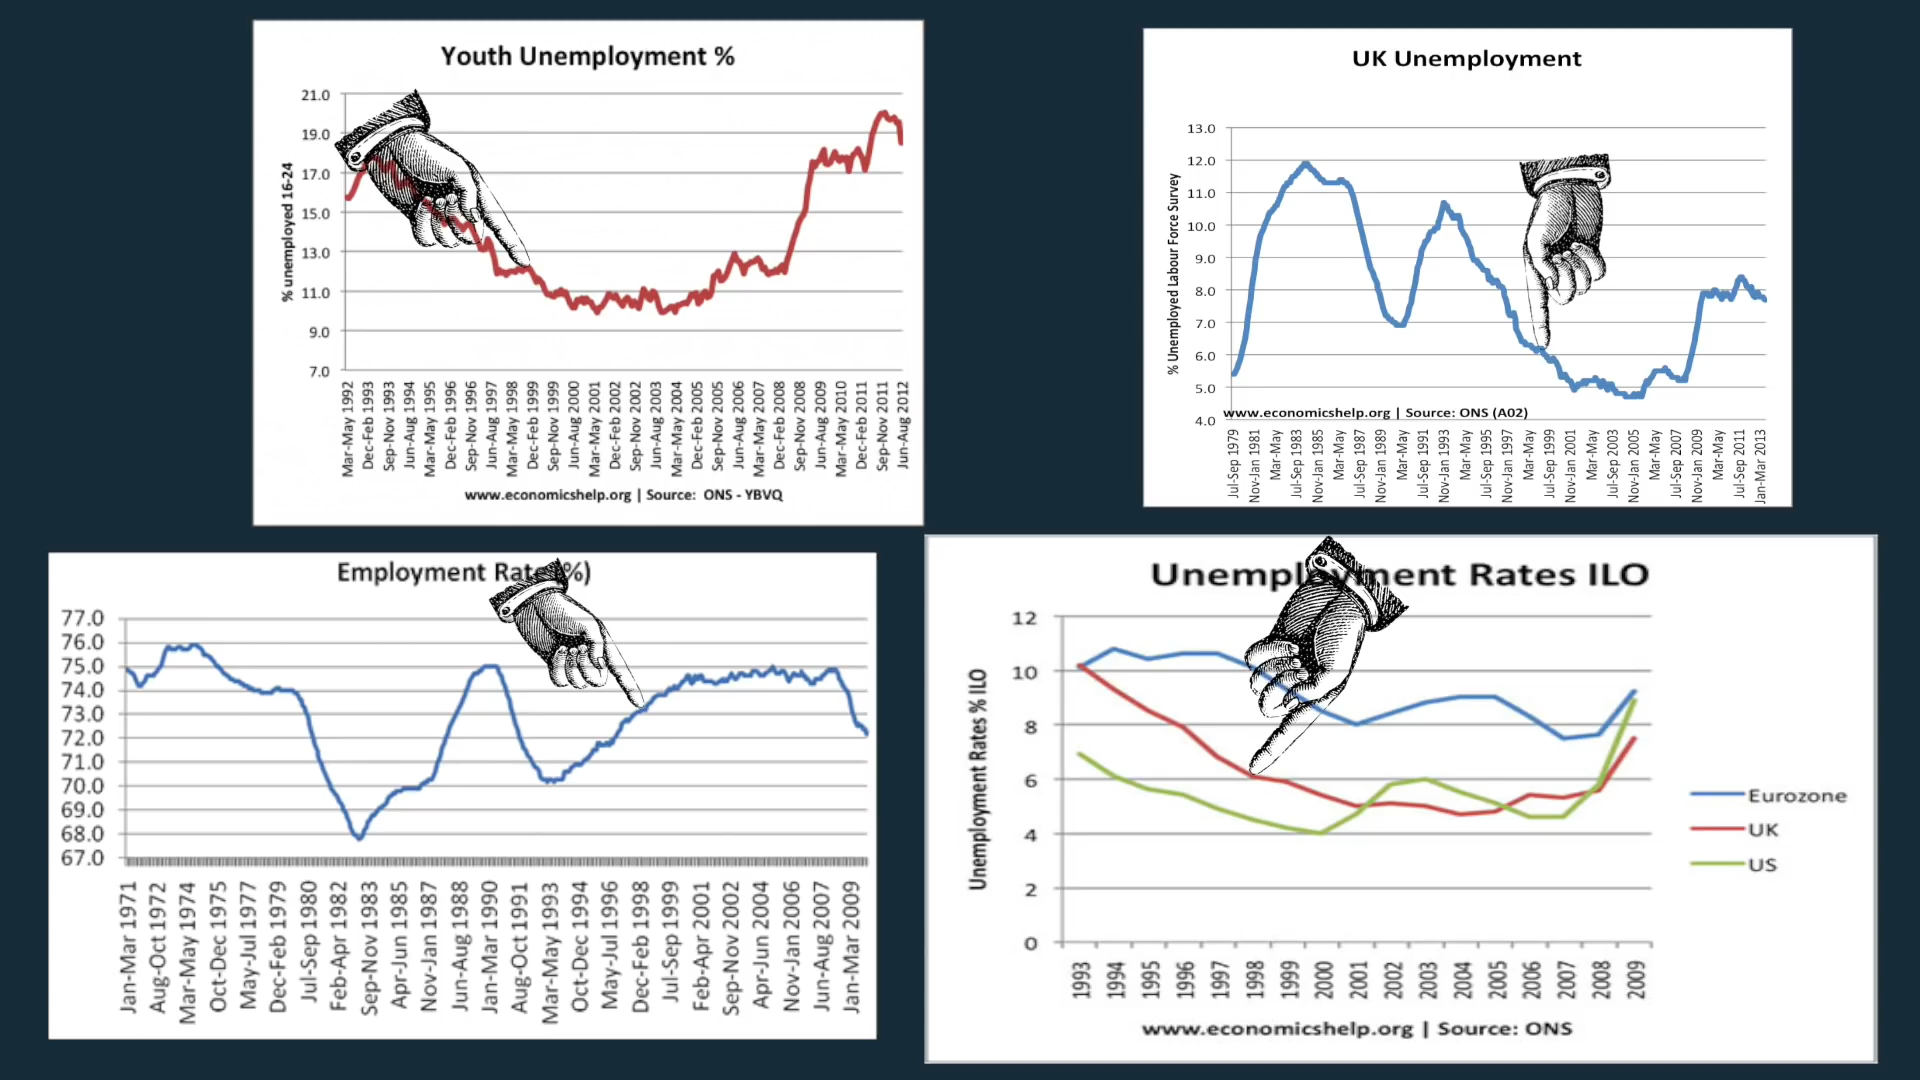 Youth Unemployment %
% unemployed 16-24
21.0
19.0
17.0
15.0
13.0
11.0
9.0
7.0
Mar-May 1992
Dec-Feb 1993
Sep-Nov 1993
Jun-Aug 1994
Mar-May 1995
Dec-Feb 1996
Sep-Nov 1996
Jun-Aug 1997
Mar-May 1998
Dec-Feb 1999
Sep-Nov 1999
Jun-Aug 2000
Mar-May 2001
Dec-Feb 2002
Sep-Nov 2002
Jun-Aug 2003
Mar-May 2004
Dec-Feb 2005
Sep-Nov 2005
Jun-Aug 2006
Mar-May 2007
Dec-Feb 2008
Sep-Nov 2008
Jun-Aug 2009
Mar-May 2010
Dec-Feb 2011
Sep-Nov 2011
Jun-Aug 2012
www.economicshelp.org | Source: ONS - YBVQ
UK Unemployment
% Unemployed Labour Force Survey
13.0
12.0
11.0
10.0
9.0
8.0
7.0
6.0
5.0
4.0
www.economicshelp.org | Source: ONS (A02)
Jul-Sep 1979
Nov-Jan 1981
Mar-May
Jul-Sep 1983
Nov-Jan 1985
Mar-May
Jul-Sep 1987
Nov-Jan 1989
Mar-May
Jul-Sep 1991
Nov-Jan 1993
Mar-May
Jul-Sep 1995
Nov-Jan 1997
Mar-May
Jul-Sep 1999
Nov-Jan 2001
Mar-May
Jul-Sep 2003
Nov-Jan 2005
Mar-May
Jul-Sep 2007
Nov-Jan 2009
Mar-May
Jul-Sep 2011
Jan-Mar 2013
Employment Rate %)
77.0
76.0
75.0
74.0
73.0
72.0
71.0
70.0
69.0
68.0
67.0
Jan-Mar 1971
Aug-Oct 1972
Mar-May 1974
Oct-Dec 1975
May-Jul 1977
Dec-Feb 1979
Jul-Sep 1980
Feb-Apr 1982
Sep-Nov 1983
Apr-Jun 1985
Nov-Jan 1987
Jun-Aug 1988
Jan-Mar 1990
Aug-Oct 1991
Mar-May 1993
Oct-Dec 1994
May-Jul 1996
Dec-Feb 1998
Jul-Sep 1999
Feb-Apr 2001
Sep-Nov 2002
Apr-Jun 2004
Nov-Jan 2006
Jun-Aug 2007
Jan-Mar 2009
Unemployment Rates ILO
Unemployment Rates % ILO
12
10
8
6
4
2
0
1993
1994
1995
1996
1997
1998
1999
2000
2001
2002
2003
2004
2005
2006
2007
2008
2009
Eurozone
UK
US
www.economicshelp.org | Source: ONS